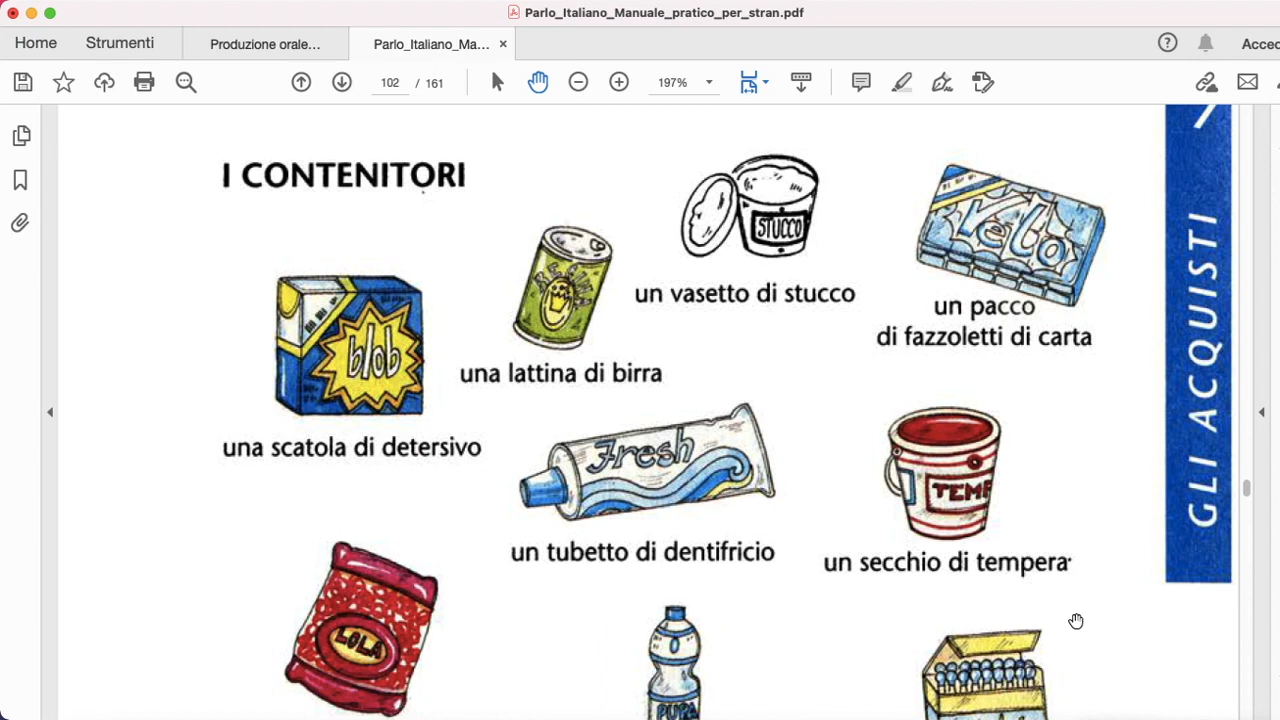 Parlo_Italiano_Manuale_pratico_per_stran.pdf
Home
Strumenti
Produzione orale...
Parlo_Italiano_Ma... ×
Acced
102 / 161
197%
I CONTENITORI
STUCCO
un vasetto di stucco
Velo
un pacco
di fazzoletti di carta
una lattina di birra
blob
una scatola di detersivo
Fresh
un tubetto di dentifricio
TEMP
un secchio di tempera
LOLA
GLI ACQUISTI